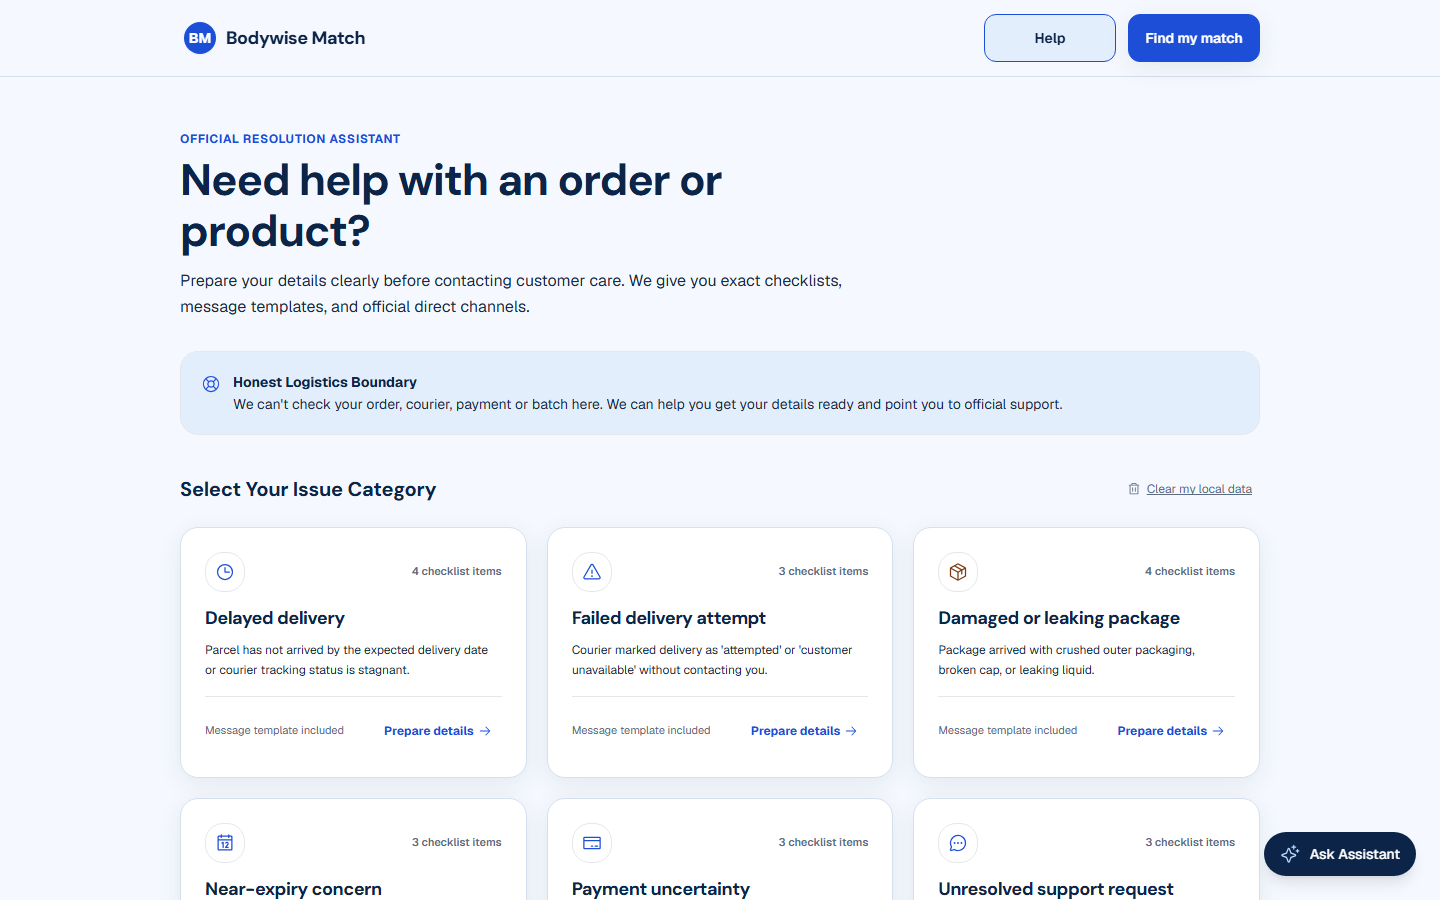 BM Bodywise Match
Help
Find my match
OFFICIAL RESOLUTION ASSISTANT
Need help with an order or
product?
Prepare your details clearly before contacting customer care. We give you exact checklists,
message templates, and official direct channels.
Honest Logistics Boundary
We can't check your order, courier, payment or batch here. We can help you get your details ready and point you to official support.
Select Your Issue Category
Clear my local data
4 checklist items
Delayed delivery
Parcel has not arrived by the expected delivery date
or courier tracking status is stagnant.
Message template included
Prepare details →
3 checklist items
Failed delivery attempt
Courier marked delivery as 'attempted' or 'customer
unavailable' without contacting you.
Message template included
Prepare details →
4 checklist items
Damaged or leaking package
Package arrived with crushed outer packaging,
broken cap, or leaking liquid.
Message template included
Prepare details →
12
3 checklist items
Near-expiry concern
3 checklist items
Payment uncertainty
3 checklist items
Unresolved support request
Ask Assistant